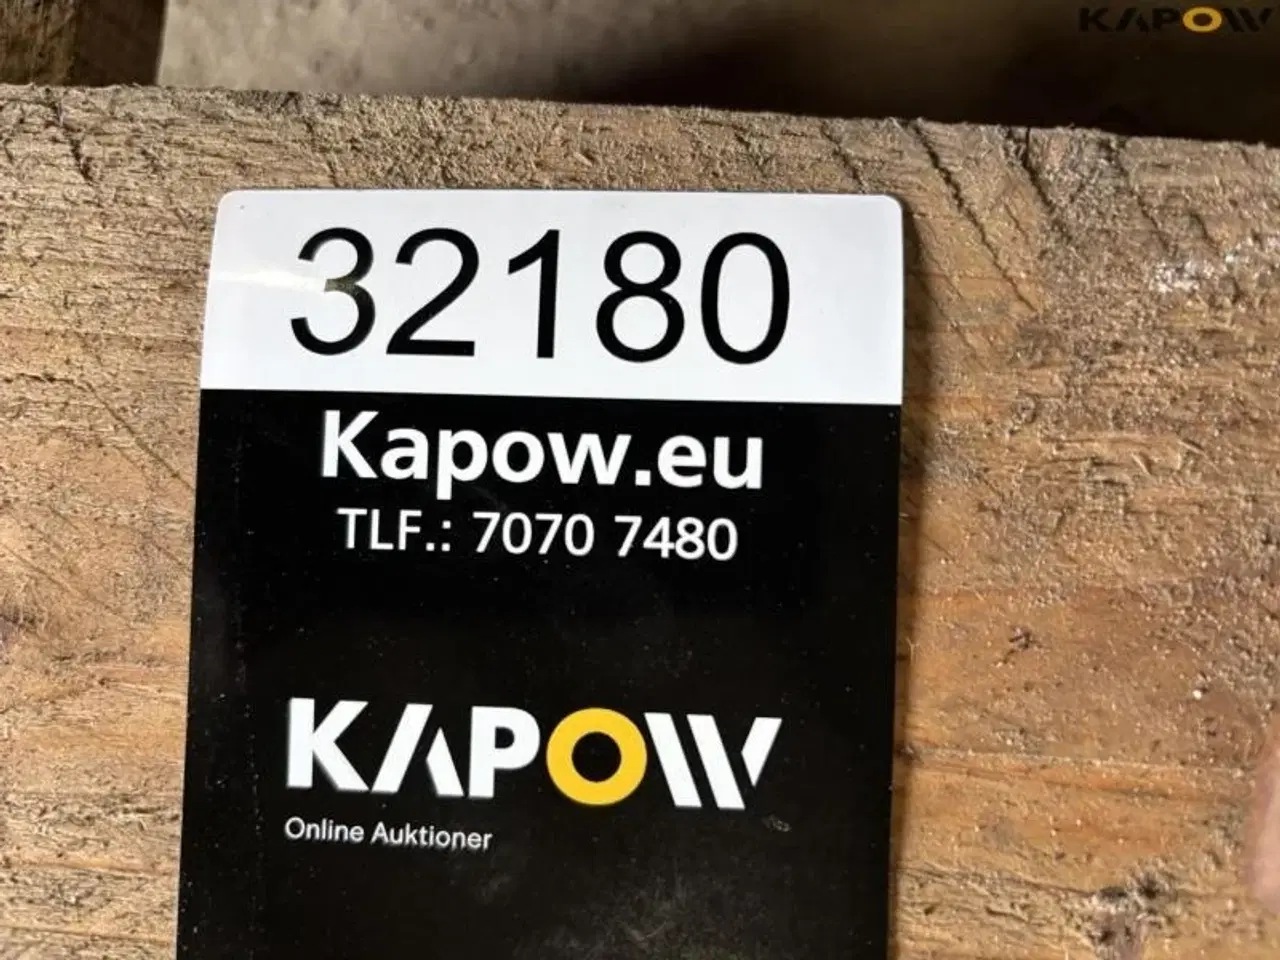 KAPOW
32180
Kapow.eu
TLF.: 7070 7480
KAPOW
Online Auktioner